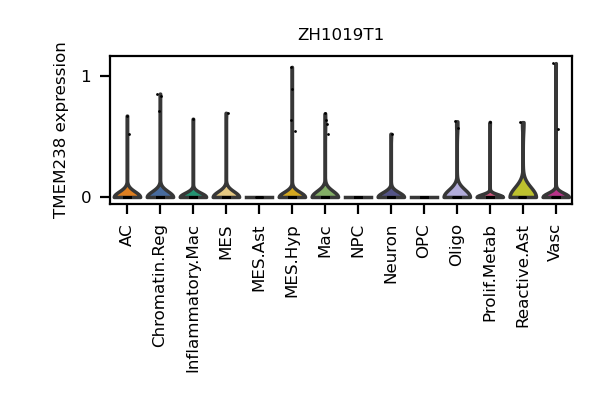 ZH1019T1
TMEM238 expression
1
0
AC
Chromatin.Reg
Inflammatory.Mac
MES
MES.Ast
MES.Hyp
Mac
NPC
Neuron
OPC
Oligo
Prolif.Metab
Reactive.Ast
Vasc